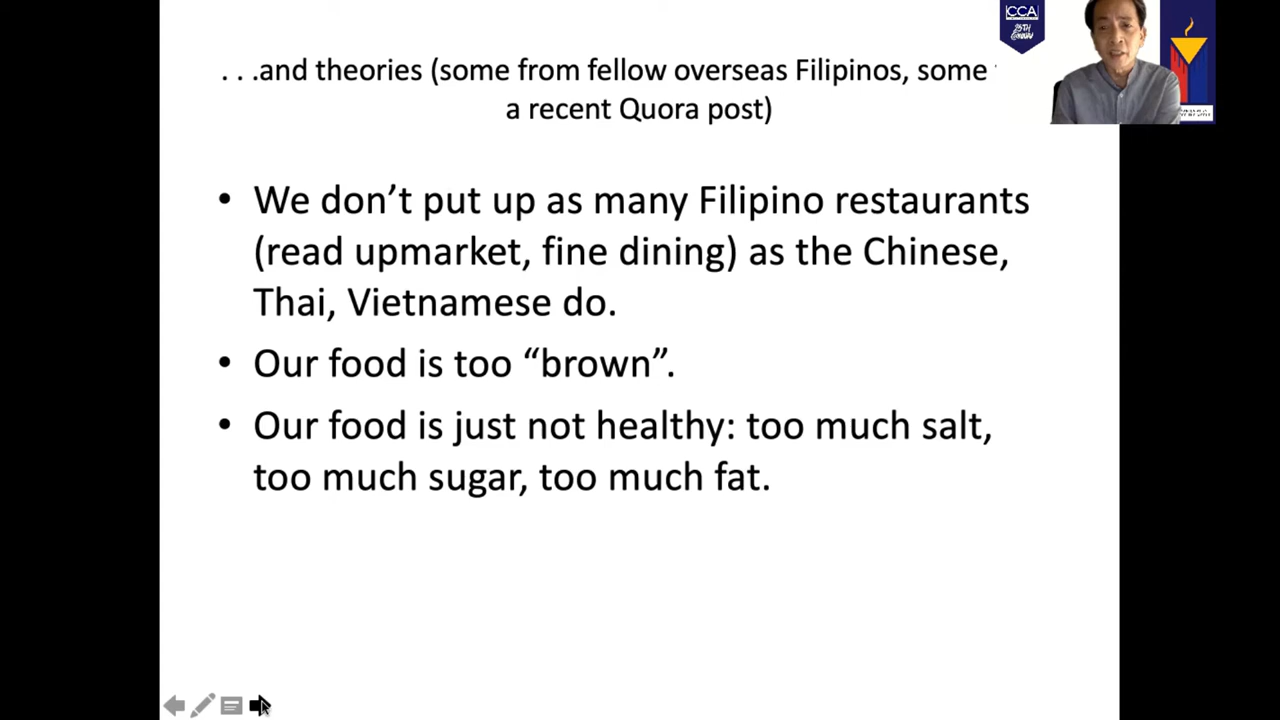 CCA
25TH
. . .and theories (some from fellow overseas Filipinos, some
a recent Quora post)
• We don’t put up as many Filipino restaurants
(read upmarket, fine dining) as the Chinese,
Thai, Vietnamese do.
• Our food is too “brown”.
• Our food is just not healthy: too much salt,
too much sugar, too much fat.